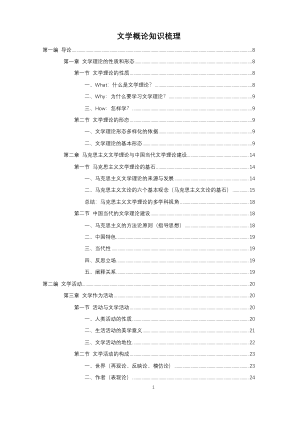 文学概论知识梳理
第一编 导论........8
第一章 文学理论的性质和形态........8
第一节 文学理论的性质........8
一、What：什么是文学理论？........8
二、Why：为什么要学习文学理论？........8
三、How：怎样学？........9
第二节 文学理论的形态........9
一、文学理论形态多样化的依据........9
二、文学理论的基本形态........9
第二章 马克思主义文学理论与中国当代文学理论建设........14
第一节 马克思主义文学理论的基石........14
一、马克思主义文学理论的来源与发展........14
二、马克思主义文论的六个基本观念（马克思主义文论的基石）........15
总结：马克思主义文学理论的多学科视角........18
第二节 中国当代的文学理论建设........18
一、马克思主义的方法论原则（指导思想）........18
二、中国特色........19
三、当代性........19
四、反思立场........19
五、阐释关系........19
第二编 文学活动........20
第三章 文学作为活动........20
第一节 活动与文学活动........20
一、人类活动的性质........20
二、生活活动的美学意义........21
三、文学活动的地位........22
第二节 文学活动的构成........23
一、世界（再现论、反映论、模仿论）........23
二、作者（表现论）........24
1